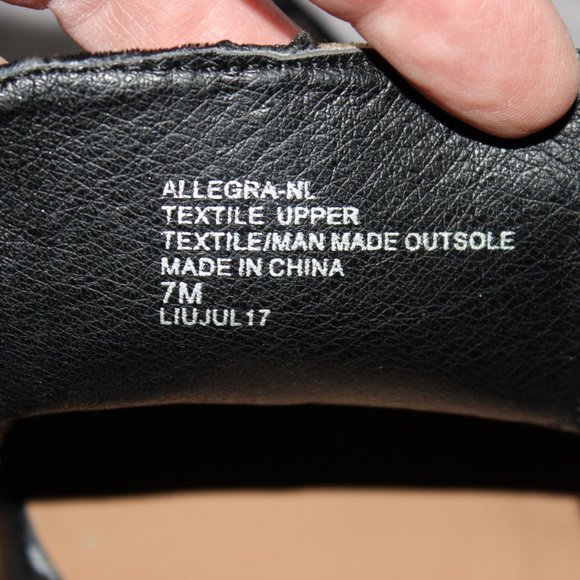 ALLEGRA-NL
TEXTILE UPPER
TEXTILE/MAN MADE OUTSOLE
MADE IN CHINA
7M
LIUJUL17